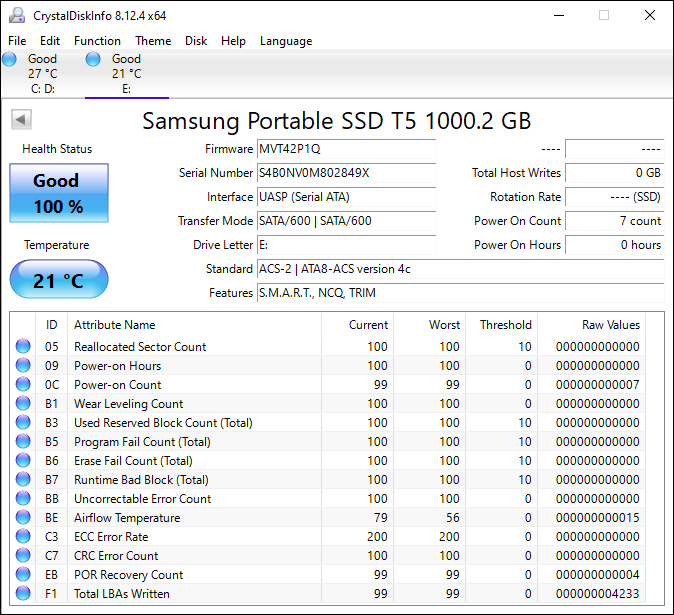 CrystalDiskInfo 8.12.4 x64
File Edit Function Theme Disk Help Language
Good Good
27 °C 21 °C
C: D: E:
Samsung Portable SSD T5 1000.2 GB
Health Status Firmware MVT42P1Q ---- ----
Good Serial Number S4B0NV0M802849X Total Host Writes 0 GB
100 % Interface UASP (Serial ATA) Rotation Rate ---- (SSD)
Transfer Mode SATA/600 | SATA/600 Power On Count 7 count
Temperature Drive Letter E: Power On Hours 0 hours
21 °C Standard ACS-2 | ATA8-ACS version 4c
Features S.M.A.R.T., NCQ, TRIM
ID Attribute Name Current Worst Threshold Raw Values
05 Reallocated Sector Count 100 100 10 000000000000
09 Power-on Hours 100 100 0 000000000000
0C Power-on Count 99 99 0 000000000007
B1 Wear Leveling Count 100 100 0 000000000000
B3 Used Reserved Block Count (Total) 100 100 10 000000000000
B5 Program Fail Count (Total) 100 100 10 000000000000
B6 Erase Fail Count (Total) 100 100 10 000000000000
B7 Runtime Bad Block (Total) 100 100 10 000000000000
BB Uncorrectable Error Count 100 100 0 000000000000
BE Airflow Temperature 79 56 0 000000000015
C3 ECC Error Rate 200 200 0 000000000000
C7 CRC Error Count 100 100 0 000000000000
EB POR Recovery Count 99 99 0 000000000004
F1 Total LBAs Written 99 99 0 000000004233